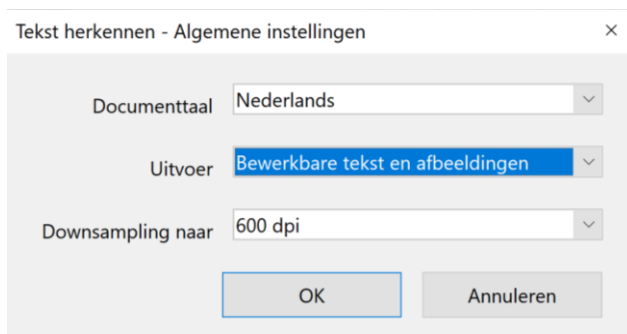 Tekst herkennen - Algemene instellingen
Documenttaal Nederlands
Uitvoer Bewerkbare tekst en afbeeldingen
Downsampling naar 600 dpi
OK Annuleren